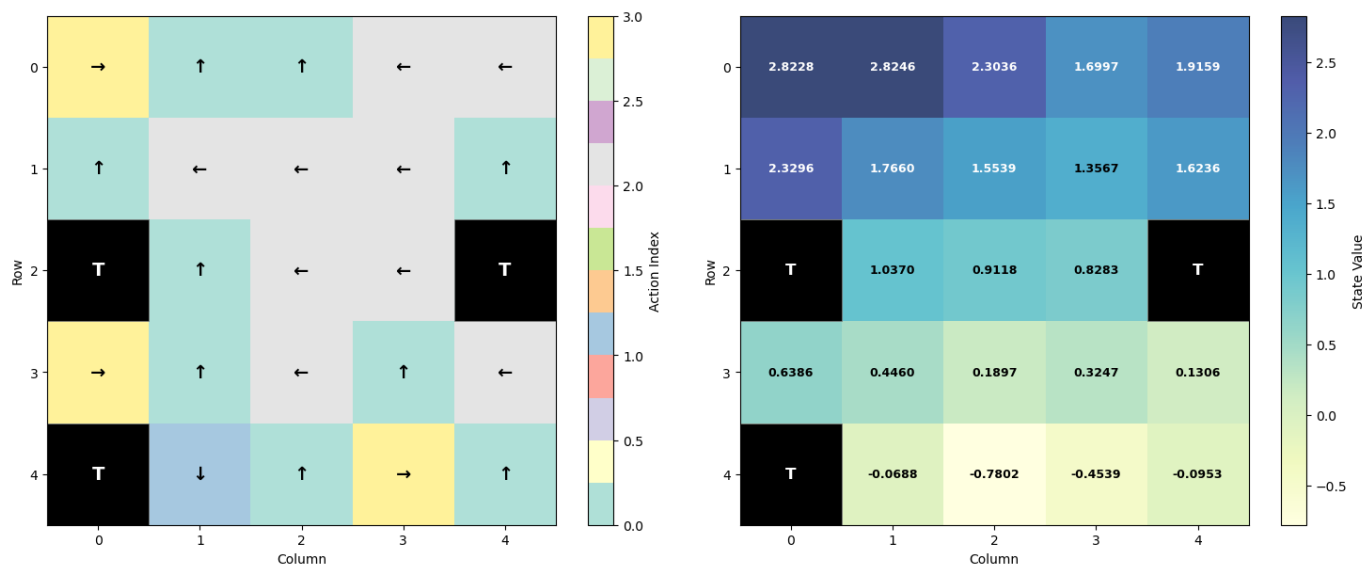 0 → ↑ ↑ ← ←
1 ↑ ← ← ← ↑
2 T ↑ ← ← T
3 → ↑ ← ↑ ←
4 T ↓ ↑ → ↑
0 1 2 3 4
Column
Row
3.0
2.5
2.0
1.5
1.0
0.5
0.0
Action Index
0 2.8228 2.8246 2.3036 1.6997 1.9159
1 2.3296 1.7660 1.5539 1.3567 1.6236
2 T 1.0370 0.9118 0.8283 T
3 0.6386 0.4460 0.1897 0.3247 0.1306
4 T -0.0688 -0.7802 -0.4539 -0.0953
0 1 2 3 4
Column
Row
2.5
2.0
1.5
1.0
0.5
0.0
−0.5
State Value